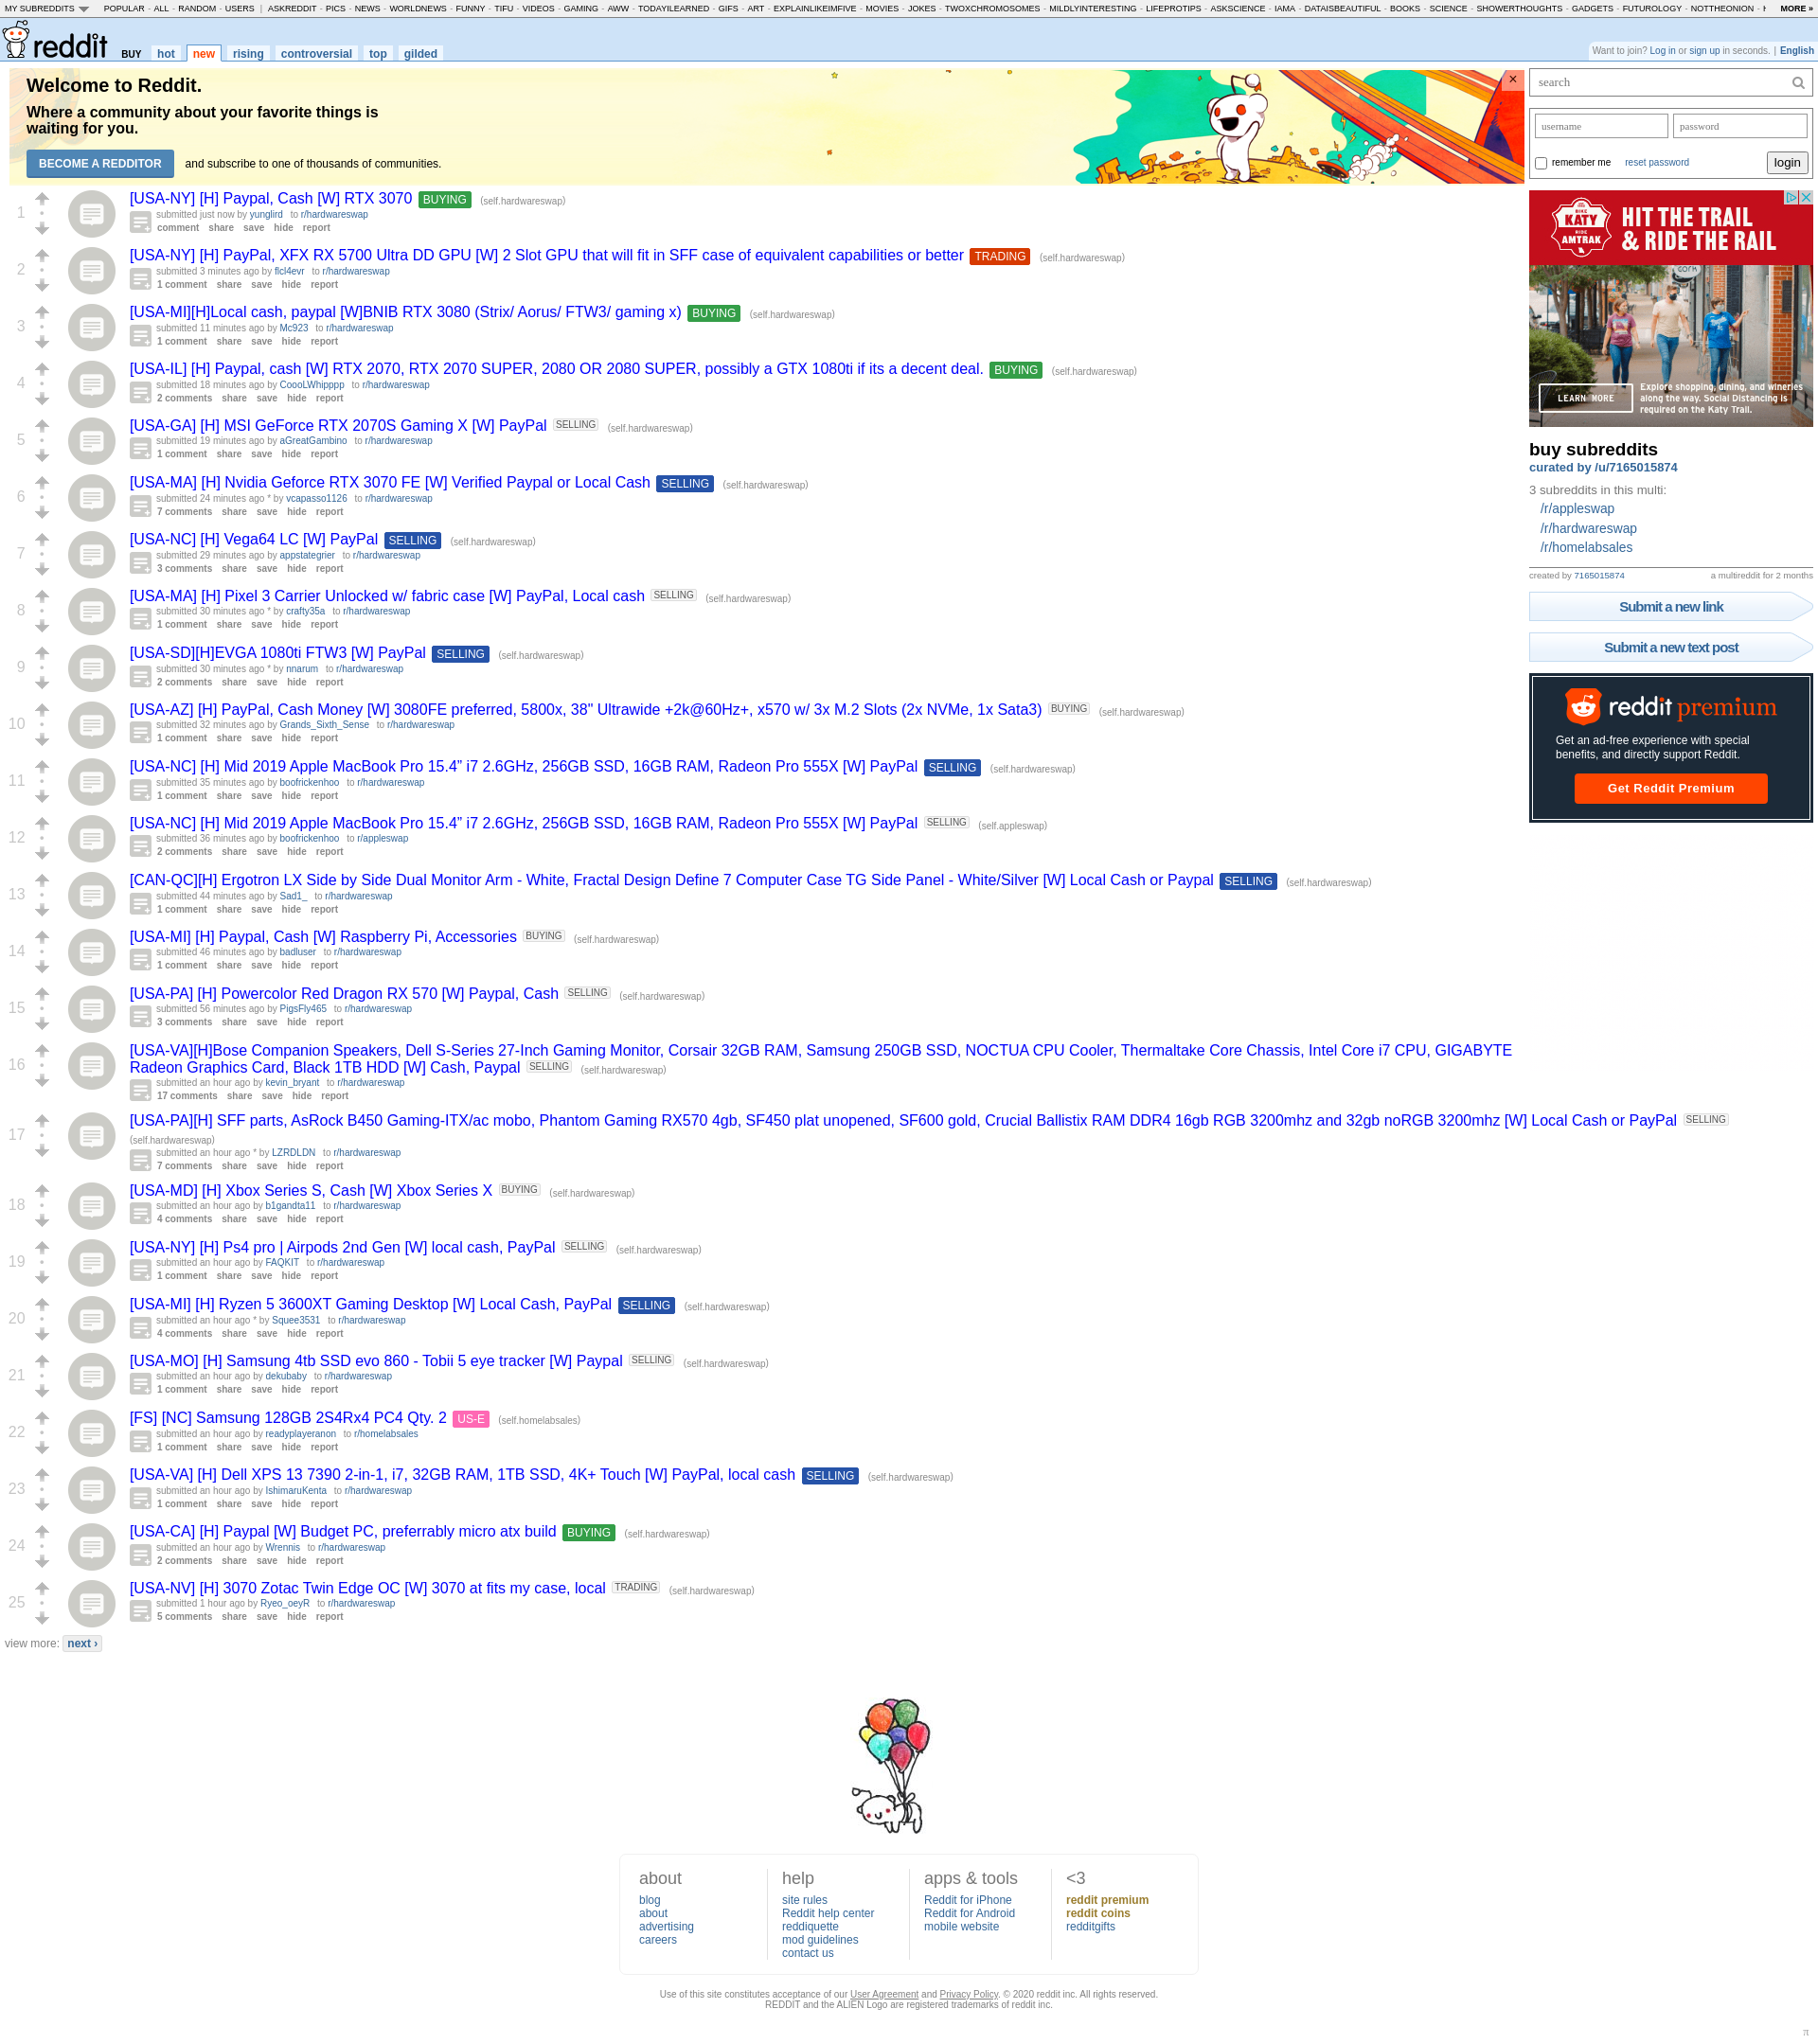 MY SUBREDDITS POPULAR - ALL - RANDOM - USERS | ASKREDDIT - PICS - NEWS - WORLDNEWS - FUNNY - TIFU - VIDEOS - GAMING - AWW - TODAYILEARNED - GIFS - ART - EXPLAINLIKEIMFIVE - MOVIES - JOKES - TWOXCHROMOSOMES - MILDLYINTERESTING - LIFEPROTIPS - ASKSCIENCE - IAMA - DATAISBEAUTIFUL - BOOKS - SCIENCE - SHOWERTHOUGHTS - GADGETS - FUTUROLOGY - NOTTHEONION - MORE »
reddit BUY hot new rising controversial top gilded
Want to join? Log in or sign up in seconds. | English
Welcome to Reddit.
Where a community about your favorite things is
waiting for you.
BECOME A REDDITOR and subscribe to one of thousands of communities.
1
[USA-NY] [H] Paypal, Cash [W] RTX 3070 BUYING (self.hardwareswap)
submitted just now by yunglird to r/hardwareswap
comment share save hide report
2
[USA-NY] [H] PayPal, XFX RX 5700 Ultra DD GPU [W] 2 Slot GPU that will fit in SFF case of equivalent capabilities or better TRADING (self.hardwareswap)
submitted 3 minutes ago by flcl4evr to r/hardwareswap
1 comment share save hide report
3
[USA-MI][H]Local cash, paypal [W]BNIB RTX 3080 (Strix/ Aorus/ FTW3/ gaming x) BUYING (self.hardwareswap)
submitted 11 minutes ago by Mc923 to r/hardwareswap
1 comment share save hide report
4
[USA-IL] [H] Paypal, cash [W] RTX 2070, RTX 2070 SUPER, 2080 OR 2080 SUPER, possibly a GTX 1080ti if its a decent deal. BUYING (self.hardwareswap)
submitted 18 minutes ago by CoooLWhipppp to r/hardwareswap
2 comments share save hide report
5
[USA-GA] [H] MSI GeForce RTX 2070S Gaming X [W] PayPal SELLING (self.hardwareswap)
submitted 19 minutes ago by aGreatGambino to r/hardwareswap
1 comment share save hide report
6
[USA-MA] [H] Nvidia Geforce RTX 3070 FE [W] Verified Paypal or Local Cash SELLING (self.hardwareswap)
submitted 24 minutes ago * by vcapasso1126 to r/hardwareswap
7 comments share save hide report
7
[USA-NC] [H] Vega64 LC [W] PayPal SELLING (self.hardwareswap)
submitted 29 minutes ago by appstategrier to r/hardwareswap
3 comments share save hide report
8
[USA-MA] [H] Pixel 3 Carrier Unlocked w/ fabric case [W] PayPal, Local cash SELLING (self.hardwareswap)
submitted 30 minutes ago * by crafty35a to r/hardwareswap
1 comment share save hide report
9
[USA-SD][H]EVGA 1080ti FTW3 [W] PayPal SELLING (self.hardwareswap)
submitted 30 minutes ago * by nnarum to r/hardwareswap
2 comments share save hide report
10
[USA-AZ] [H] PayPal, Cash Money [W] 3080FE preferred, 5800x, 38" Ultrawide +2k@60Hz+, x570 w/ 3x M.2 Slots (2x NVMe, 1x Sata3) BUYING (self.hardwareswap)
submitted 32 minutes ago by Grands_Sixth_Sense to r/hardwareswap
1 comment share save hide report
11
[USA-NC] [H] Mid 2019 Apple MacBook Pro 15.4” i7 2.6GHz, 256GB SSD, 16GB RAM, Radeon Pro 555X [W] PayPal SELLING (self.hardwareswap)
submitted 35 minutes ago by boofrickenhoo to r/hardwareswap
1 comment share save hide report
12
[USA-NC] [H] Mid 2019 Apple MacBook Pro 15.4” i7 2.6GHz, 256GB SSD, 16GB RAM, Radeon Pro 555X [W] PayPal SELLING (self.appleswap)
submitted 36 minutes ago by boofrickenhoo to r/appleswap
2 comments share save hide report
13
[CAN-QC][H] Ergotron LX Side by Side Dual Monitor Arm - White, Fractal Design Define 7 Computer Case TG Side Panel - White/Silver [W] Local Cash or Paypal SELLING (self.hardwareswap)
submitted 44 minutes ago by Sad1_ to r/hardwareswap
1 comment share save hide report
14
[USA-MI] [H] Paypal, Cash [W] Raspberry Pi, Accessories BUYING (self.hardwareswap)
submitted 46 minutes ago by badluser to r/hardwareswap
1 comment share save hide report
15
[USA-PA] [H] Powercolor Red Dragon RX 570 [W] Paypal, Cash SELLING (self.hardwareswap)
submitted 56 minutes ago by PigsFly465 to r/hardwareswap
3 comments share save hide report
16
[USA-VA][H]Bose Companion Speakers, Dell S-Series 27-Inch Gaming Monitor, Corsair 32GB RAM, Samsung 250GB SSD, NOCTUA CPU Cooler, Thermaltake Core Chassis, Intel Core i7 CPU, GIGABYTE
Radeon Graphics Card, Black 1TB HDD [W] Cash, Paypal SELLING (self.hardwareswap)
submitted an hour ago by kevin_bryant to r/hardwareswap
17 comments share save hide report
17
[USA-PA][H] SFF parts, AsRock B450 Gaming-ITX/ac mobo, Phantom Gaming RX570 4gb, SF450 plat unopened, SF600 gold, Crucial Ballistix RAM DDR4 16gb RGB 3200mhz and 32gb noRGB 3200mhz [W] Local Cash or PayPal SELLING
(self.hardwareswap)
submitted an hour ago * by LZRDLDN to r/hardwareswap
7 comments share save hide report
18
[USA-MD] [H] Xbox Series S, Cash [W] Xbox Series X BUYING (self.hardwareswap)
submitted an hour ago by b1gandta11 to r/hardwareswap
4 comments share save hide report
19
[USA-NY] [H] Ps4 pro | Airpods 2nd Gen [W] local cash, PayPal SELLING (self.hardwareswap)
submitted an hour ago by FAQKIT to r/hardwareswap
1 comment share save hide report
20
[USA-MI] [H] Ryzen 5 3600XT Gaming Desktop [W] Local Cash, PayPal SELLING (self.hardwareswap)
submitted an hour ago * by Squee3531 to r/hardwareswap
4 comments share save hide report
21
[USA-MO] [H] Samsung 4tb SSD evo 860 - Tobii 5 eye tracker [W] Paypal SELLING (self.hardwareswap)
submitted an hour ago by dekubaby to r/hardwareswap
1 comment share save hide report
22
[FS] [NC] Samsung 128GB 2S4Rx4 PC4 Qty. 2 US-E (self.homelabsales)
submitted an hour ago by readyplayeranon to r/homelabsales
1 comment share save hide report
23
[USA-VA] [H] Dell XPS 13 7390 2-in-1, i7, 32GB RAM, 1TB SSD, 4K+ Touch [W] PayPal, local cash SELLING (self.hardwareswap)
submitted an hour ago by IshimaruKenta to r/hardwareswap
1 comment share save hide report
24
[USA-CA] [H] Paypal [W] Budget PC, preferrably micro atx build BUYING (self.hardwareswap)
submitted an hour ago by Wrennis to r/hardwareswap
2 comments share save hide report
25
[USA-NV] [H] 3070 Zotac Twin Edge OC [W] 3070 at fits my case, local TRADING (self.hardwareswap)
submitted 1 hour ago by Ryeo_oeyR to r/hardwareswap
5 comments share save hide report
view more: next ›
search
username password
remember me reset password login
BIKE
KATY
RIDE
AMTRAK
HIT THE TRAIL
& RIDE THE RAIL
LEARN MORE
Explore shopping, dining, and wineries
along the way. Social Distancing is
required on the Katy Trail.
buy subreddits
curated by /u/7165015874
3 subreddits in this multi:
/r/appleswap
/r/hardwareswap
/r/homelabsales
created by 7165015874 a multireddit for 2 months
Submit a new link
Submit a new text post
reddit premium
Get an ad-free experience with special
benefits, and directly support Reddit.
Get Reddit Premium
about
blog
about
advertising
careers
help
site rules
Reddit help center
reddiquette
mod guidelines
contact us
apps & tools
Reddit for iPhone
Reddit for Android
mobile website
<3
reddit premium
reddit coins
redditgifts
Use of this site constitutes acceptance of our User Agreement and Privacy Policy. © 2020 reddit inc. All rights reserved.
REDDIT and the ALIEN Logo are registered trademarks of reddit inc.
π